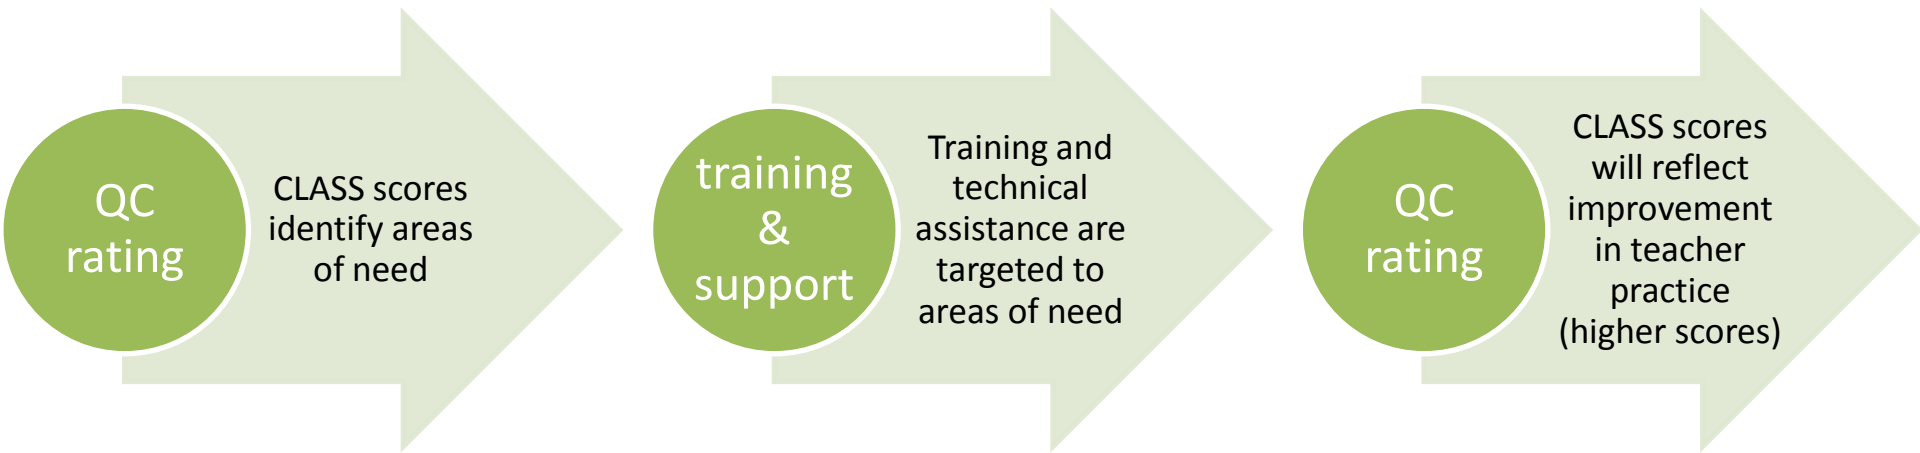 QC
rating
CLASS scores
identify areas
of need
training
&
support
Training and
technical
assistance are
targeted to
areas of need
QC
rating
CLASS scores
will reflect
improvement
in teacher
practice
(higher scores)